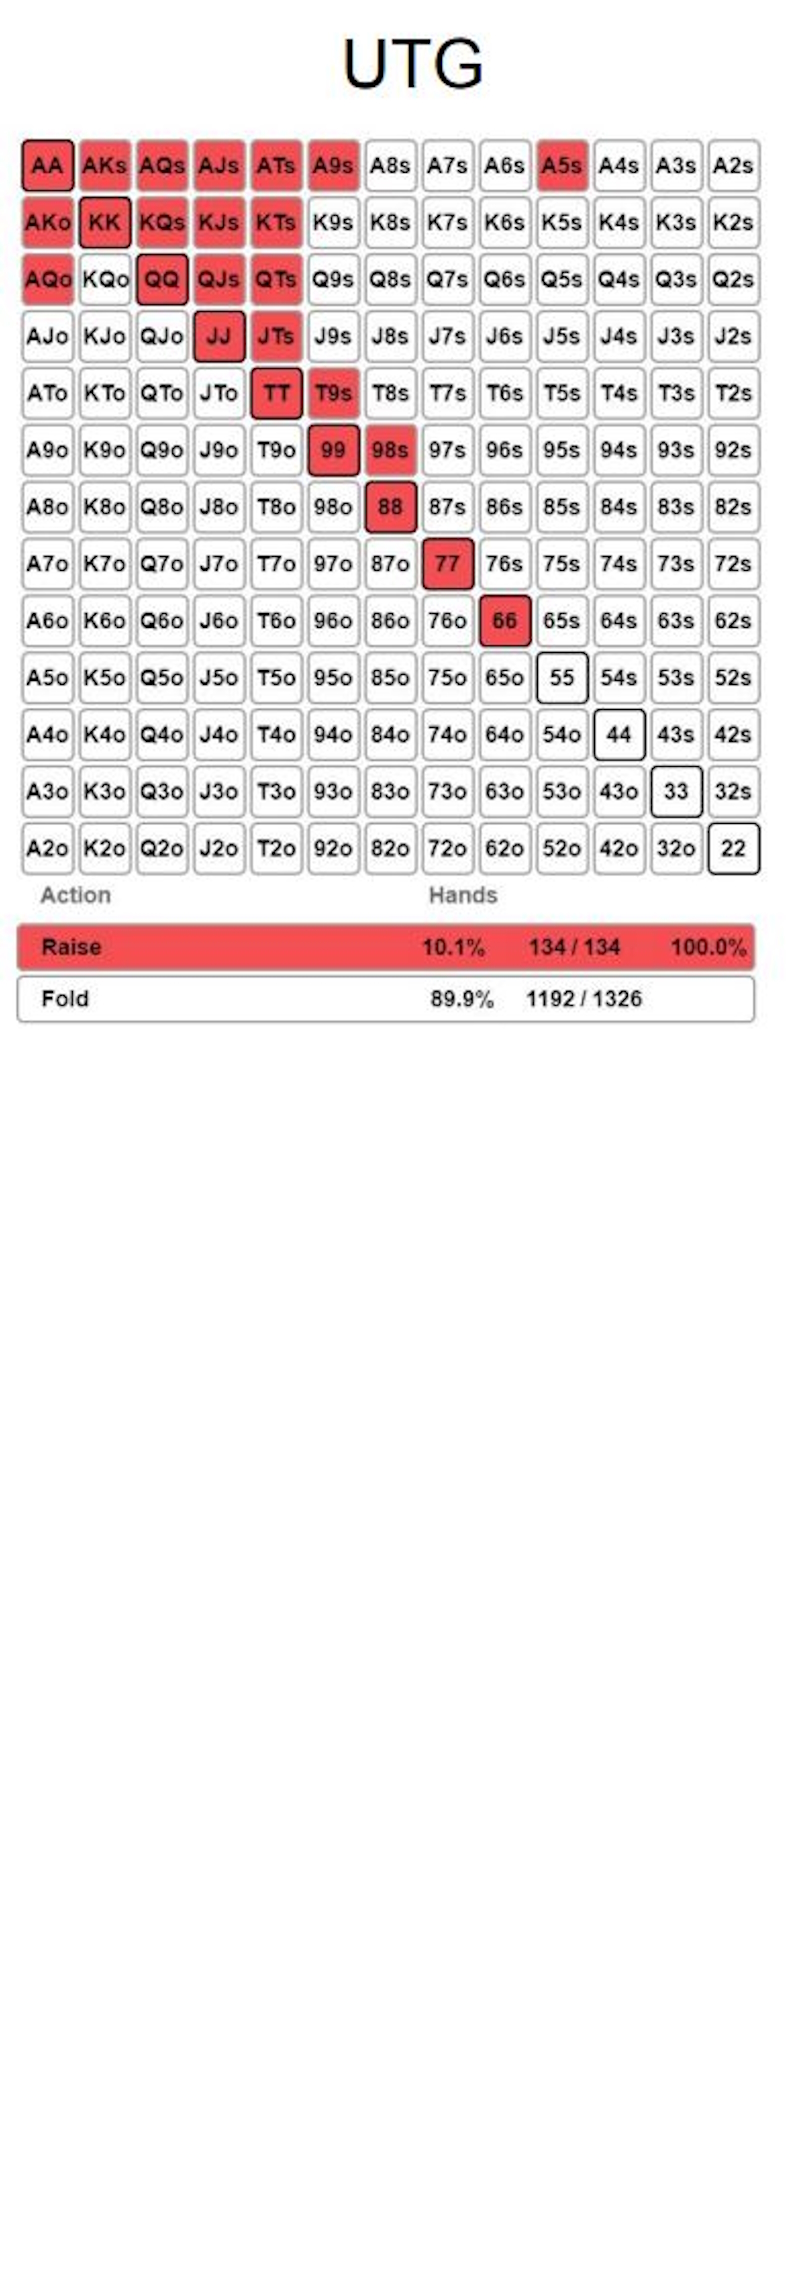 UTG
AA AKs AQs AJs ATs A9s A8s A7s A6s A5s A4s A3s A2s
AKo KK KQs KJs KTs K9s K8s K7s K6s K5s K4s K3s K2s
AQo KQo QQ QJs QTs Q9s Q8s Q7s Q6s Q5s Q4s Q3s Q2s
AJo KJo QJo JJ JTs J9s J8s J7s J6s J5s J4s J3s J2s
ATo KTo QTo JTo TT T9s T8s T7s T6s T5s T4s T3s T2s
A9o K9o Q9o J9o T9o 99 98s 97s 96s 95s 94s 93s 92s
A8o K8o Q8o J8o T8o 98o 88 87s 86s 85s 84s 83s 82s
A7o K7o Q7o J7o T7o 97o 87o 77 76s 75s 74s 73s 72s
A6o K6o Q6o J6o T6o 96o 86o 76o 66 65s 64s 63s 62s
A5o K5o Q5o J5o T5o 95o 85o 75o 65o 55 54s 53s 52s
A4o K4o Q4o J4o T4o 94o 84o 74o 64o 54o 44 43s 42s
A3o K3o Q3o J3o T3o 93o 83o 73o 63o 53o 43o 33 32s
A2o K2o Q2o J2o T2o 92o 82o 72o 62o 52o 42o 32o 22
Action Hands
Raise 10.1% 134 / 134 100.0%
Fold 89.9% 1192 / 1326